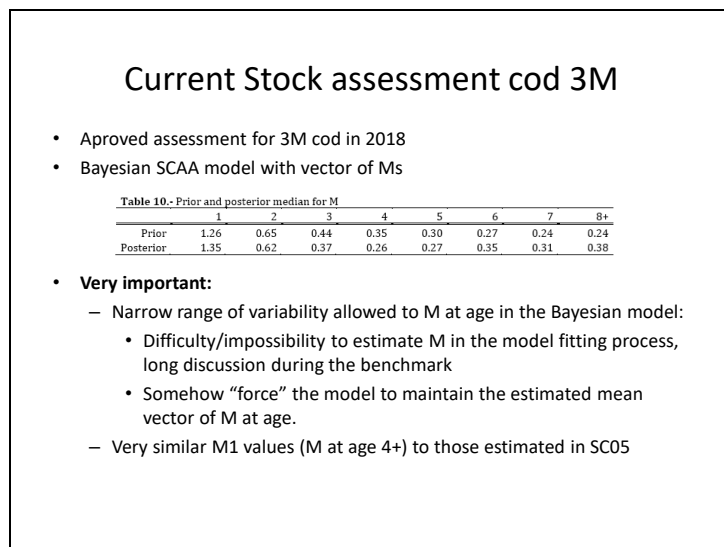 Current Stock assessment cod 3M
• Aproved assessment for 3M cod in 2018
• Bayesian SCAA model with vector of Ms
Table 10.- Prior and posterior median for M
1 2 3 4 5 6 7 8+
Prior 1.26 0.65 0.44 0.35 0.30 0.27 0.24 0.24
Posterior 1.35 0.62 0.37 0.26 0.27 0.35 0.31 0.38
• Very important:
– Narrow range of variability allowed to M at age in the Bayesian model:
• Difficulty/impossibility to estimate M in the model fitting process,
long discussion during the benchmark
• Somehow “force” the model to maintain the estimated mean
vector of M at age.
– Very similar M1 values (M at age 4+) to those estimated in SC05